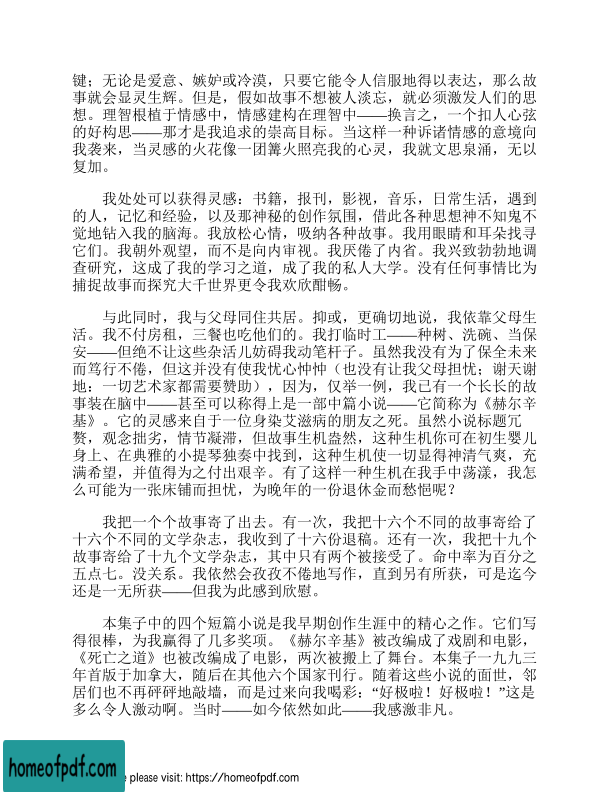 键；无论是爱意、嫉妒或冷漠，只要它能令人信服地得以表达，那么故
事就会显灵生辉。但是，假如故事不想被人淡忘，就必须激发人们的思
想。理智根植于情感中，情感建构在理智中——换言之，一个扣人心弦
的好构思——那才是我追求的崇高目标。当这样一种诉诸情感的意境向
我袭来，当灵感的火花像一团篝火照亮我的心灵，我就文思泉涌，无以
复加。
我处处可以获得灵感：书籍，报刊，影视，音乐，日常生活，遇到
的人，记忆和经验，以及那神秘的创作氛围，借此各种思想神不知鬼不
觉地钻入我的脑海。我放松心情，吸纳各种故事。我用眼睛和耳朵找寻
它们。我朝外观望，而不是向内审视。我厌倦了内省。我兴致勃勃地调
查研究，这成了我的学习之道，成了我的私人大学。没有任何事情比为
捕捉故事而探究大千世界更令我欢欣酣畅。
与此同时，我与父母同住共居。抑或，更确切地说，我依靠父母生
活。我不付房租，三餐也吃他们的。我打临时工——种树、洗碗、当保
安——但绝不让这些杂活儿妨碍我动笔杆子。虽然我没有为了保全未来
而笃行不倦，但这并没有使我忧心忡忡（也没有让我父母担忧；谢天谢
地：一切艺术家都需要赞助），因为，仅举一例，我已有一个长长的故
事装在脑中——甚至可以称得上是一部中篇小说——它简称为《赫尔辛
基》。它的灵感来自于一位身染艾滋病的朋友之死。虽然小说标题冗
赘，观念拙劣，情节凝滞，但故事生机盎然，这种生机你可在初生婴儿
身上、在典雅的小提琴独奏中找到，这种生机使一切显得神清气爽，充
满希望，并值得为之付出艰辛。有了这样一种生机在我手中荡漾，我怎
么可能为一张床铺而担忧，为晚年的一份退休金而愁悒呢？
我把一个个故事寄了出去。有一次，我把十六个不同的故事寄给了
十六个不同的文学杂志，我收到了十六份退稿。还有一次，我把十九个
故事寄给了十九个文学杂志，其中只有两个被接受了。命中率为百分之
五点七。没关系。我依然会孜孜不倦地写作，直到另有所获，可是迄今
还是一无所获——但我为此感到欣慰。
本集子中的四个短篇小说是我早期创作生涯中的精心之作。它们写
得很棒，为我赢得了几多奖项。《赫尔辛基》被改编成了戏剧和电影，
《死亡之道》也被改编成了电影，两次被搬上了舞台。本集子一九九三
年首版于加拿大，随后在其他六个国家刊行。随着这些小说的面世，邻
居们也不再砰砰地敲墙，而是过来向我喝彩：“好极啦！好极啦！”这是
多么令人激动啊。当时——如今依然如此——我感激非凡。
homeofpdf.com
e please visit: https://homeofpdf.com